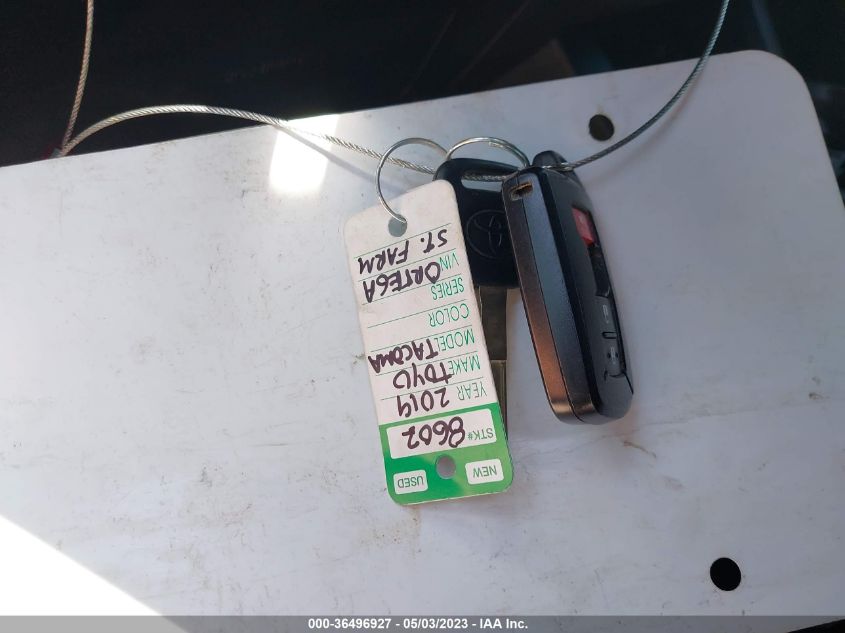 NEW USED
STK# 8602
YEAR 2014
MAKE TOYO
MODEL TACOMA
COLOR
SERIES
ORTEGA
VIN
ST. FARM
000-36496927 - 05/03/2023 - IAA Inc.